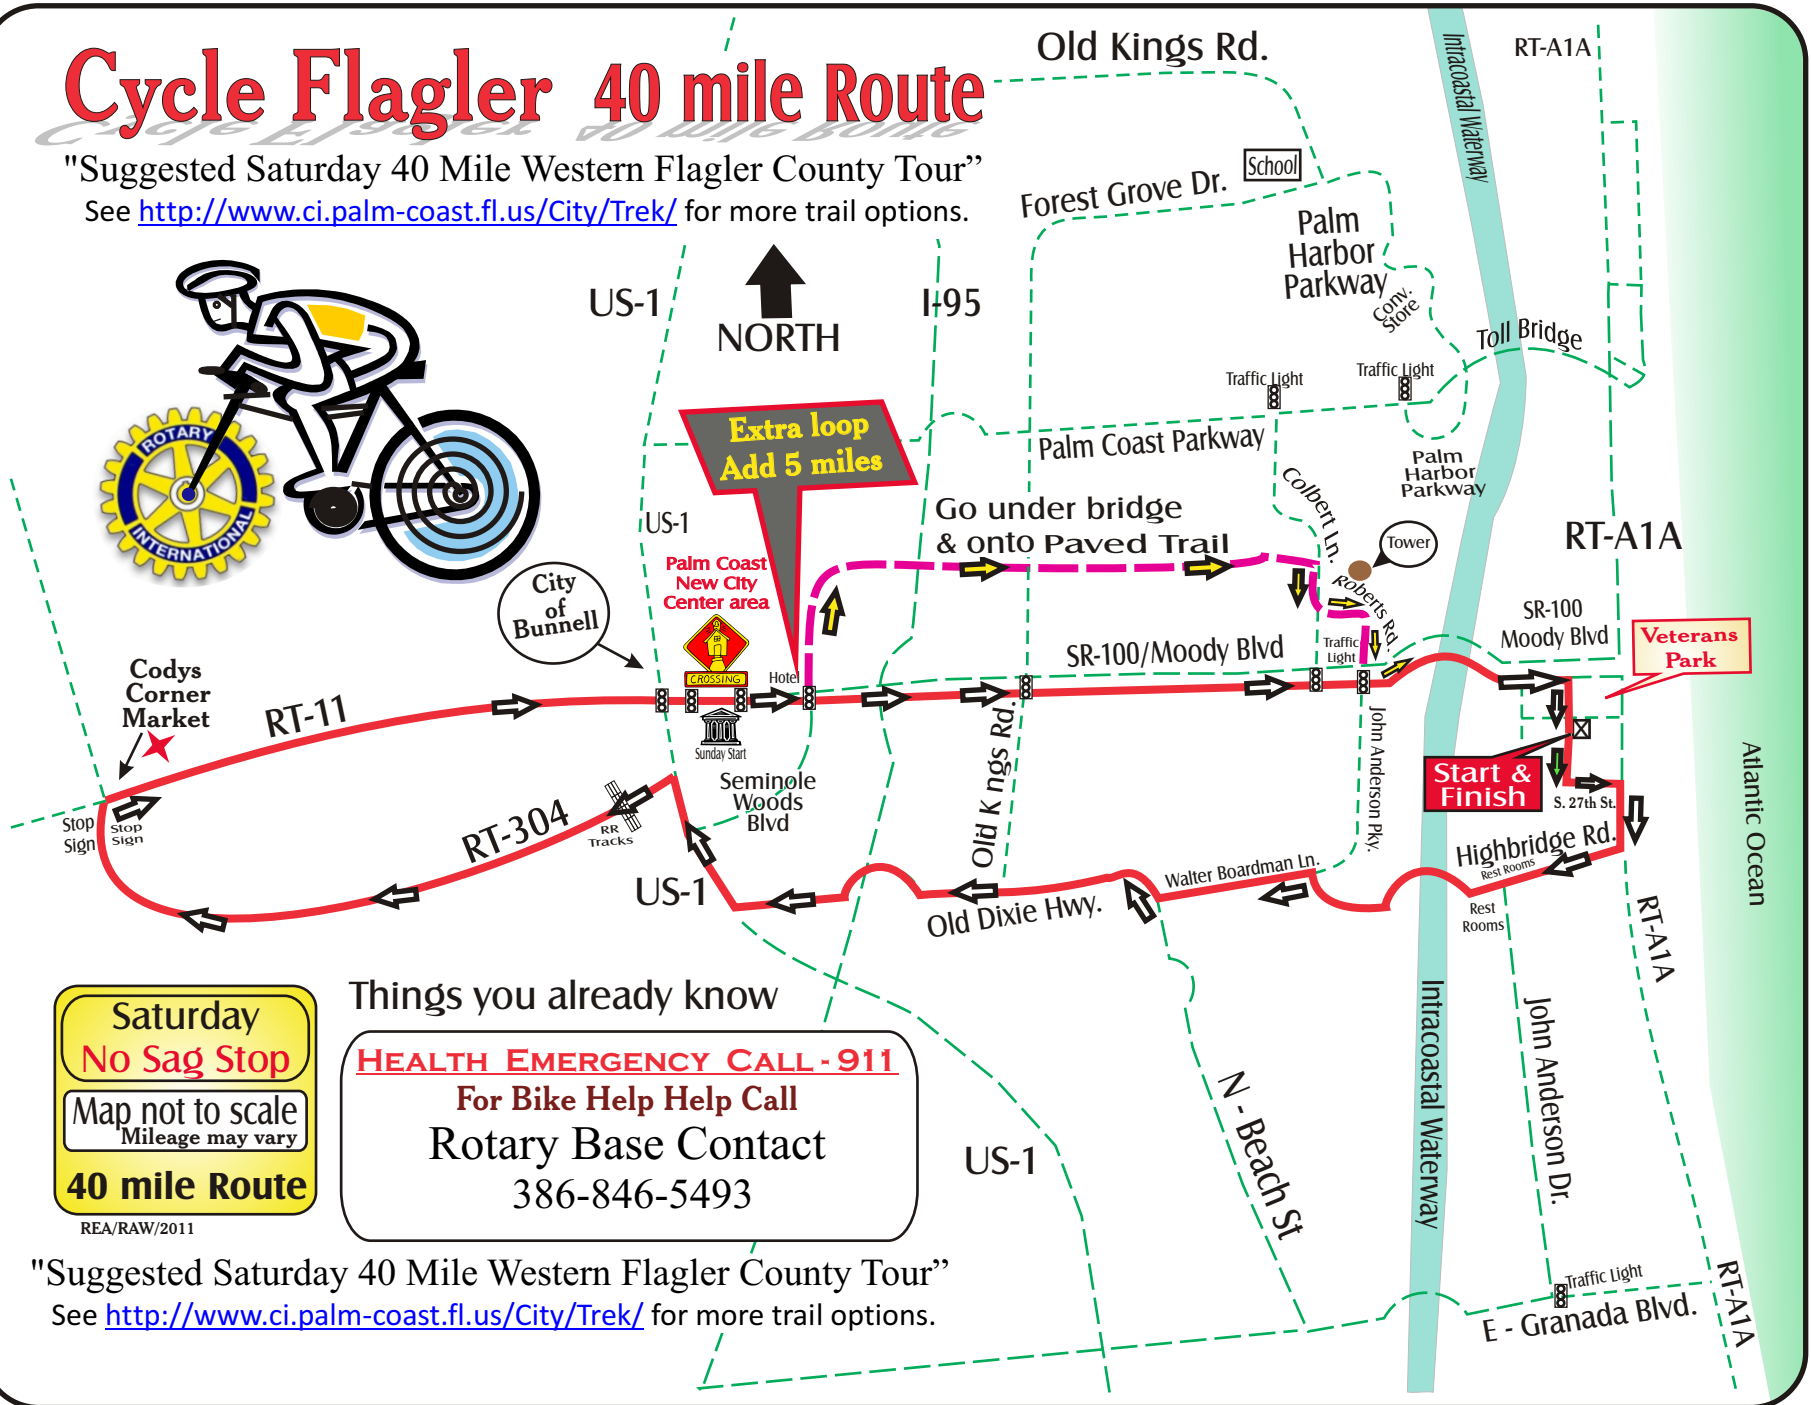 Cycle Flagler 40 mile Route
"Suggested Saturday 40 Mile Western Flagler County Tour”
See http://www.ci.palm-coast.fl.us/City/Trek/ for more trail options.
Old Kings Rd.
Intracoastal Waterway
RT-A1A
School
Forest Grove Dr.
Palm
Harbor
Parkway
Conv.
Store
Toll Bridge
US-1
I-95
NORTH
ROTARY
INTERNATIONAL
Traffic Light
Traffic Light
Extra loop
Add 5 miles
Palm Coast Parkway
Palm
Harbor
Parkway
Colbert Ln.
Go under bridge
& onto Paved Trail
US-1
Tower
RT-A1A
Palm Coast
New City
Center area
City
of
Bunnell
Roberts Rd.
SR-100
Moody Blvd
Veterans
Park
Traffic
Light
SR-100/Moody Blvd
CROSSING
Hotel
Codys
Corner
Market
RT-11
Sunday Start
Old K ngs Rd.
John Anderson Pky.
Seminole
Woods
Blvd
Start &
Finish
S. 27th St.
Atlantic Ocean
Stop
Sign
Stop
Sign
RT-304
RR
Tracks
Highbridge Rd.
Rest Rooms
Walter Boardman Ln.
US-1
Old Dixie Hwy.
Rest
Rooms
RT-A1A
Saturday
No Sag Stop
Map not to scale
Mileage may vary
40 mile Route
REA/RAW/2011
Things you already know
HEALTH EMERGENCY CALL - 911
For Bike Help Help Call
Rotary Base Contact
386-846-5493
US-1
N - Beach St
Intracoastal Waterway
John Anderson Dr.
Traffic Light
E - Granada Blvd.
RT-A1A
"Suggested Saturday 40 Mile Western Flagler County Tour”
See http://www.ci.palm-coast.fl.us/City/Trek/ for more trail options.